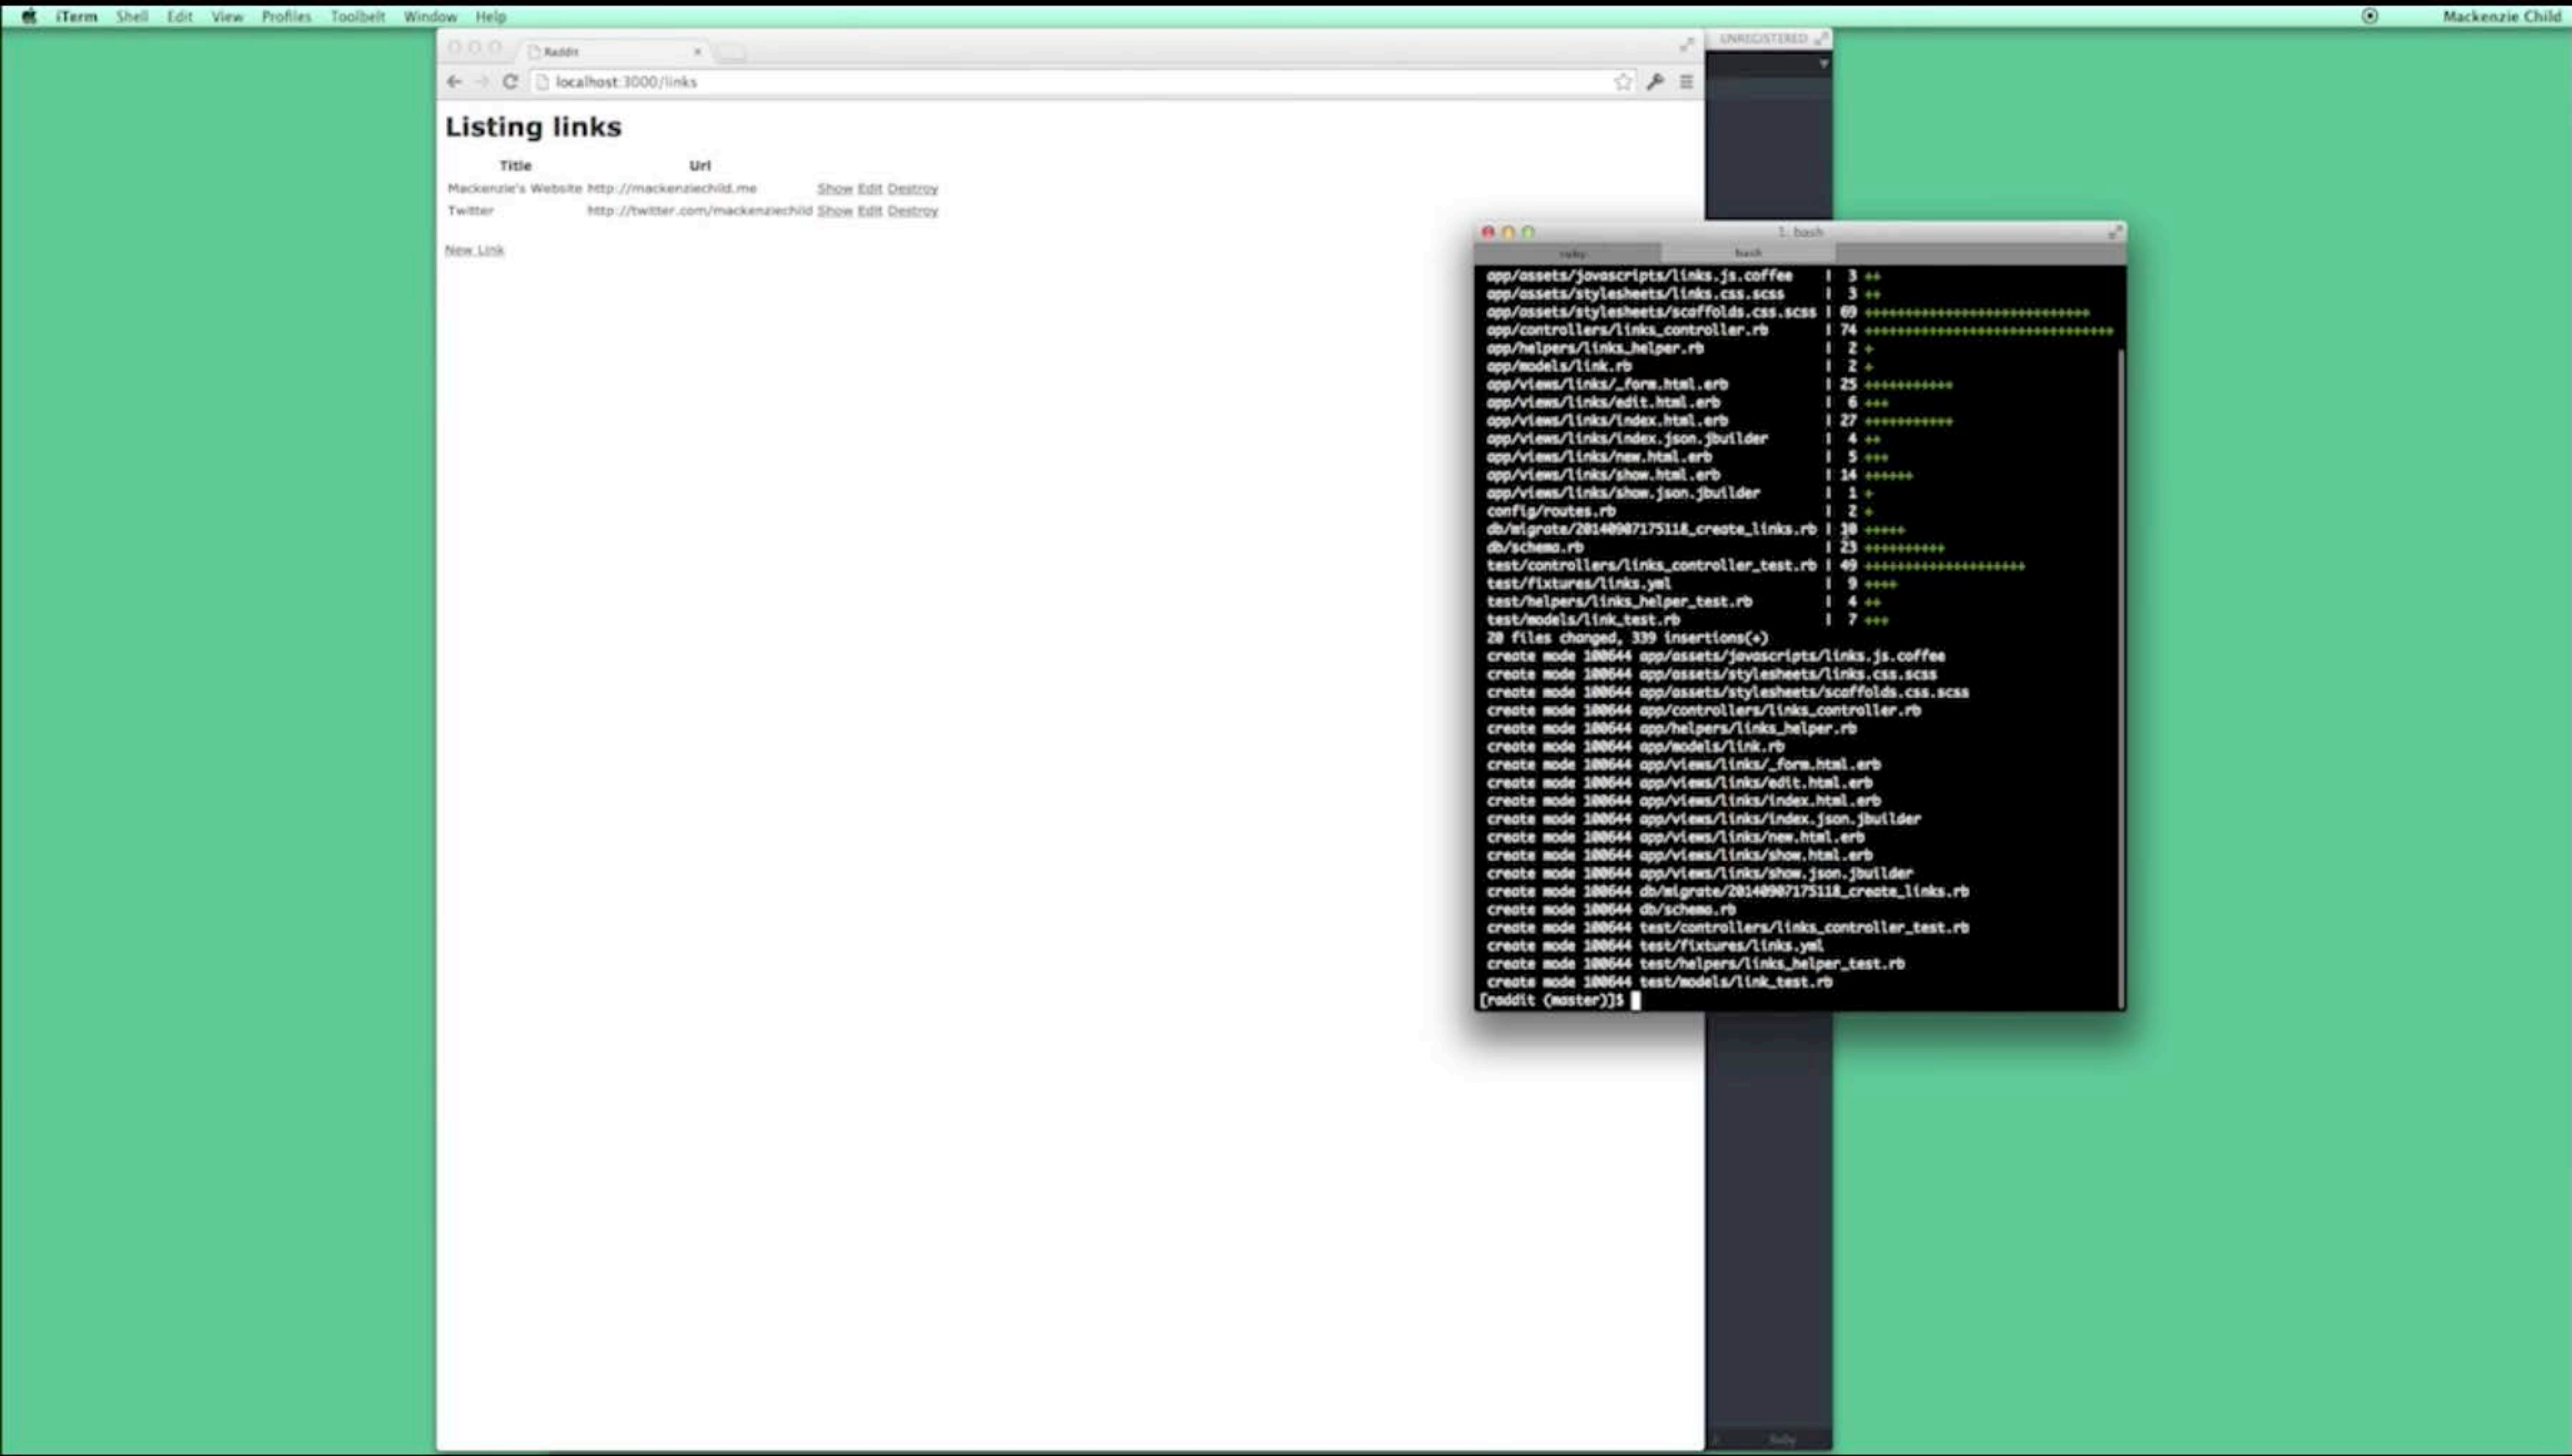 iTerm Shell Edit View Profiles Toolbelt Window Help Mackenzie Child
Raddit
UNREGISTERED
localhost:3000/links
Listing links
Title Url
Mackenzie's Website http://mackenziechild.me Show Edit Destroy
Twitter http://twitter.com/mackenziechild Show Edit Destroy
New Link
1. bash
ruby bash
app/assets/javascripts/links.js.coffee | 3 ++
app/assets/stylesheets/links.css.scss | 3 ++
app/assets/stylesheets/scaffolds.css.scss | 69 ++++++++++++++++++++++++++++
app/controllers/links_controller.rb | 74 +++++++++++++++++++++++++++++++
app/helpers/links_helper.rb | 2 +
app/models/link.rb | 2 +
app/views/links/_form.html.erb | 25 +++++++++++
app/views/links/edit.html.erb | 6 +++
app/views/links/index.html.erb | 27 +++++++++++
app/views/links/index.json.jbuilder | 4 ++
app/views/links/new.html.erb | 5 +++
app/views/links/show.html.erb | 14 ++++++
app/views/links/show.json.jbuilder | 1 +
config/routes.rb | 2 +
db/migrate/20140907175118_create_links.rb | 10 +++++
db/schema.rb | 23 ++++++++++
test/controllers/links_controller_test.rb | 49 ++++++++++++++++++++
test/fixtures/links.yml | 9 ++++
test/helpers/links_helper_test.rb | 4 ++
test/models/link_test.rb | 7 +++
20 files changed, 339 insertions(+)
create mode 100644 app/assets/javascripts/links.js.coffee
create mode 100644 app/assets/stylesheets/links.css.scss
create mode 100644 app/assets/stylesheets/scaffolds.css.scss
create mode 100644 app/controllers/links_controller.rb
create mode 100644 app/helpers/links_helper.rb
create mode 100644 app/models/link.rb
create mode 100644 app/views/links/_form.html.erb
create mode 100644 app/views/links/edit.html.erb
create mode 100644 app/views/links/index.html.erb
create mode 100644 app/views/links/index.json.jbuilder
create mode 100644 app/views/links/new.html.erb
create mode 100644 app/views/links/show.html.erb
create mode 100644 app/views/links/show.json.jbuilder
create mode 100644 db/migrate/20140907175118_create_links.rb
create mode 100644 db/schema.rb
create mode 100644 test/controllers/links_controller_test.rb
create mode 100644 test/fixtures/links.yml
create mode 100644 test/helpers/links_helper_test.rb
create mode 100644 test/models/link_test.rb
[raddit (master)]$
Ruby